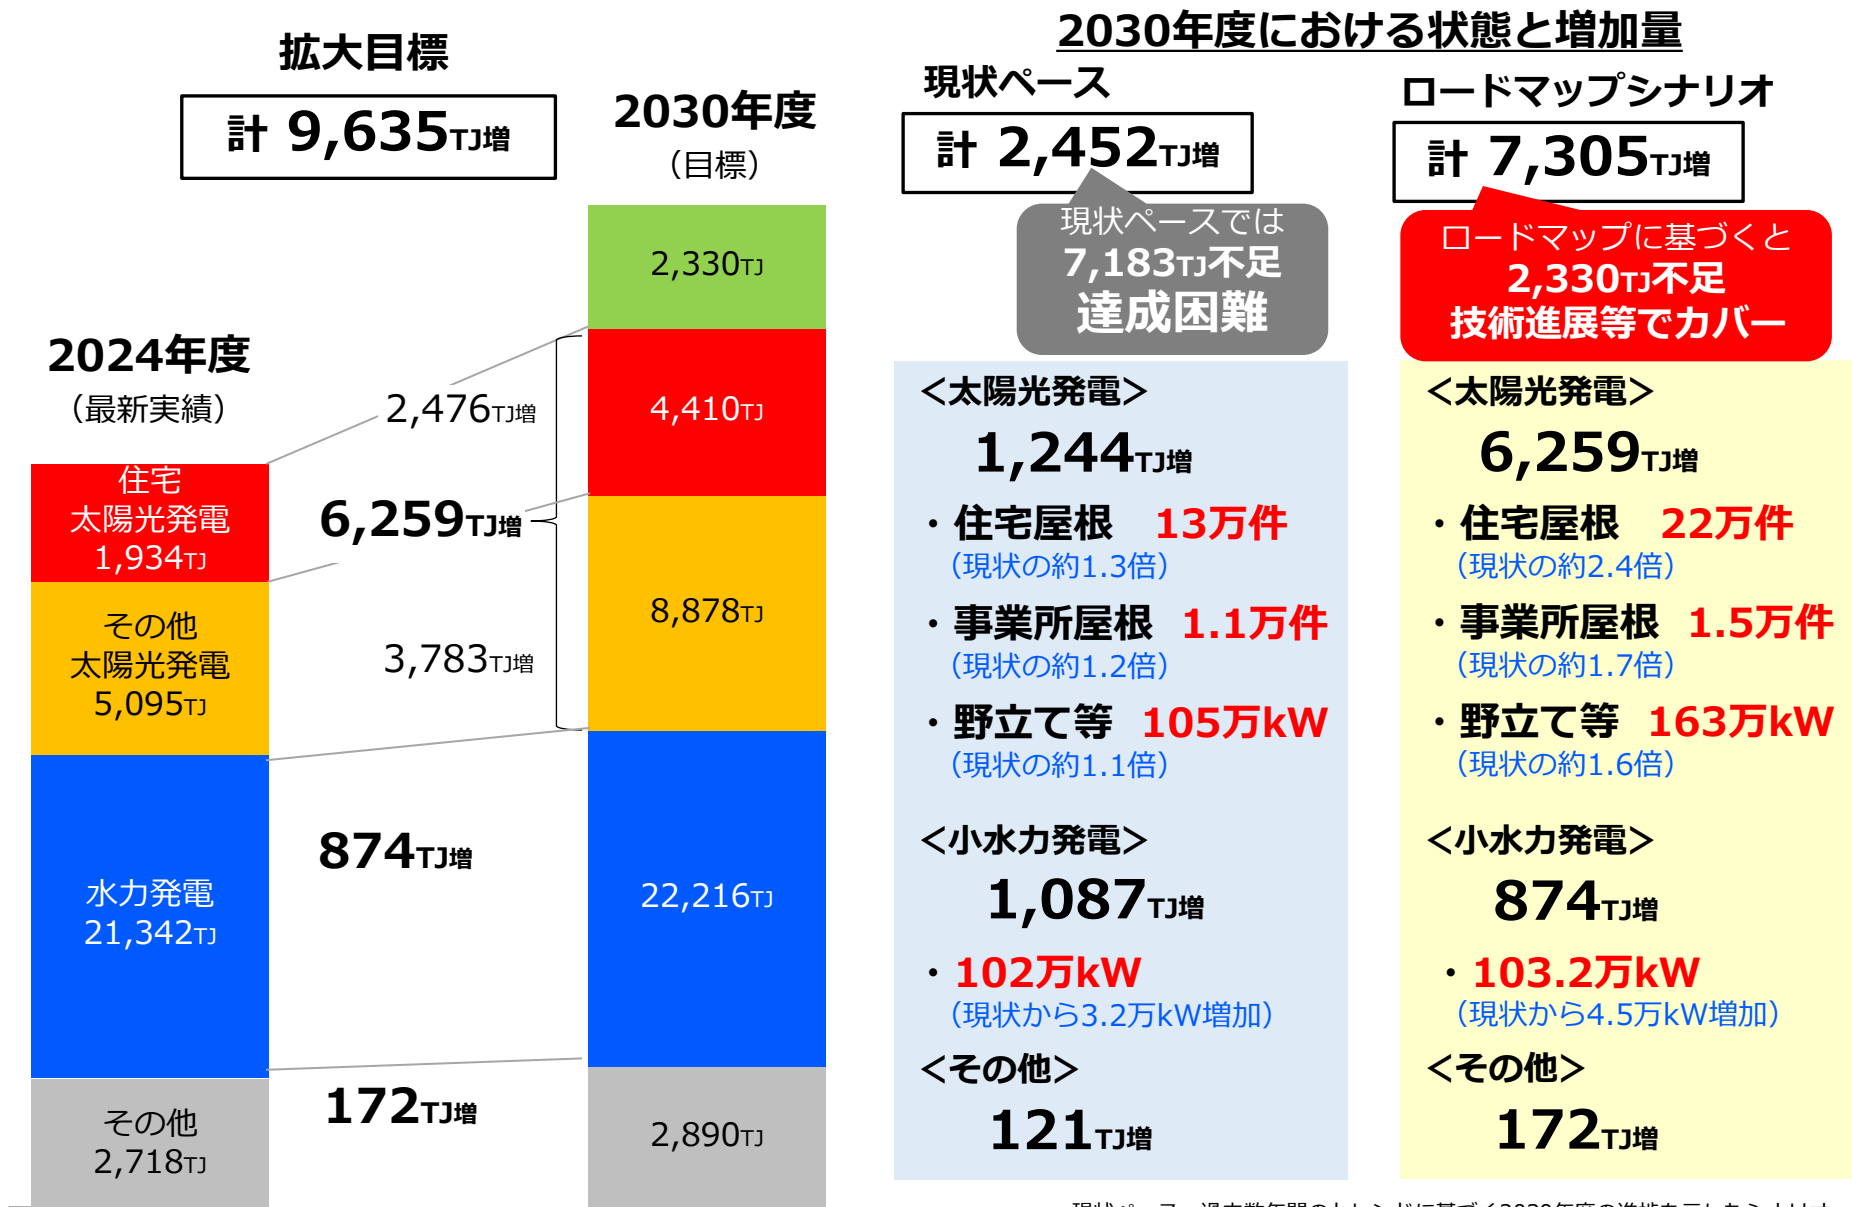 拡大目標
計 9,635TJ増
2024年度
（最新実績）
住宅
太陽光発電
1,934TJ
その他
太陽光発電
5,095TJ
水力発電
21,342TJ
その他
2,718TJ
2,476TJ増
6,259TJ増
3,783TJ増
874TJ増
172TJ増
2030年度
（目標）
2,330TJ
4,410TJ
8,878TJ
22,216TJ
2,890TJ
2030年度における状態と増加量
現状ペース
計 2,452TJ増
現状ペースでは
7,183TJ不足
達成困難
＜太陽光発電＞
1,244TJ増
・住宅屋根 13万件
（現状の約1.3倍）
・事業所屋根 1.1万件
（現状の約1.2倍）
・野立て等 105万kW
（現状の約1.1倍）
＜小水力発電＞
1,087TJ増
・102万kW
（現状から3.2万kW増加）
＜その他＞
121TJ増
ロードマップシナリオ
計 7,305TJ増
ロードマップに基づくと
2,330TJ不足
技術進展等でカバー
＜太陽光発電＞
6,259TJ増
・住宅屋根 22万件
（現状の約2.4倍）
・事業所屋根 1.5万件
（現状の約1.7倍）
・野立て等 163万kW
（現状の約1.6倍）
＜小水力発電＞
874TJ増
・103.2万kW
（現状から4.5万kW増加）
＜その他＞
172TJ増